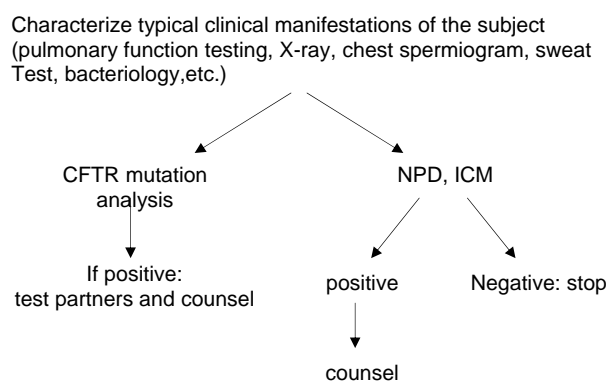 Characterize typical clinical manifestations of the subject
(pulmonary function testing, X-ray, chest spermiogram, sweat
Test, bacteriology,etc.)
CFTR mutation
analysis
NPD, ICM
If positive:
test partners and counsel
positive
Negative: stop
counsel